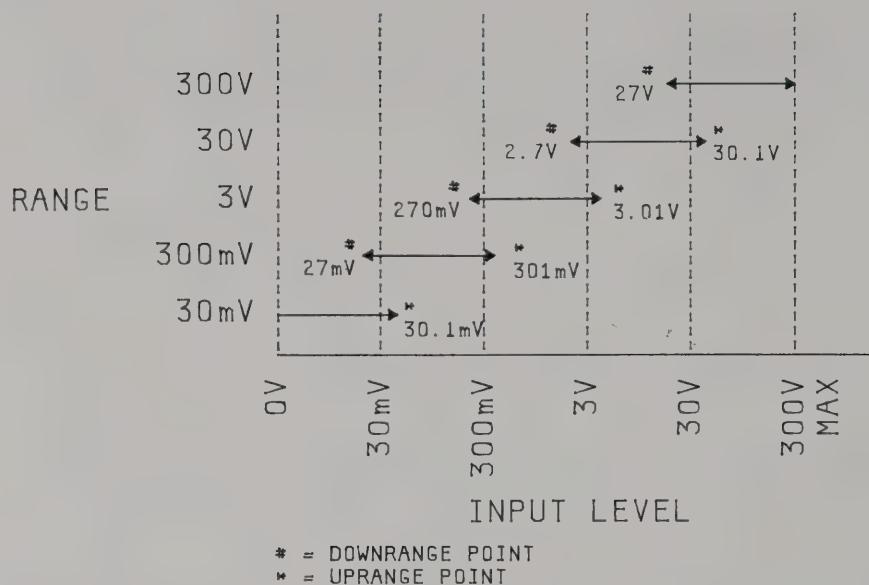 #
300V
27V
#
*
30V
2.7V
30.1V
#
*
RANGE
3V
270mV
3.01V
#
*
300mV
27mV
301mV
*
30mV
30.1mV
0V
30mV
300mV
3V
30V
300V
MAX
INPUT LEVEL
# = DOWNRANGE POINT
* = UPRANGE POINT